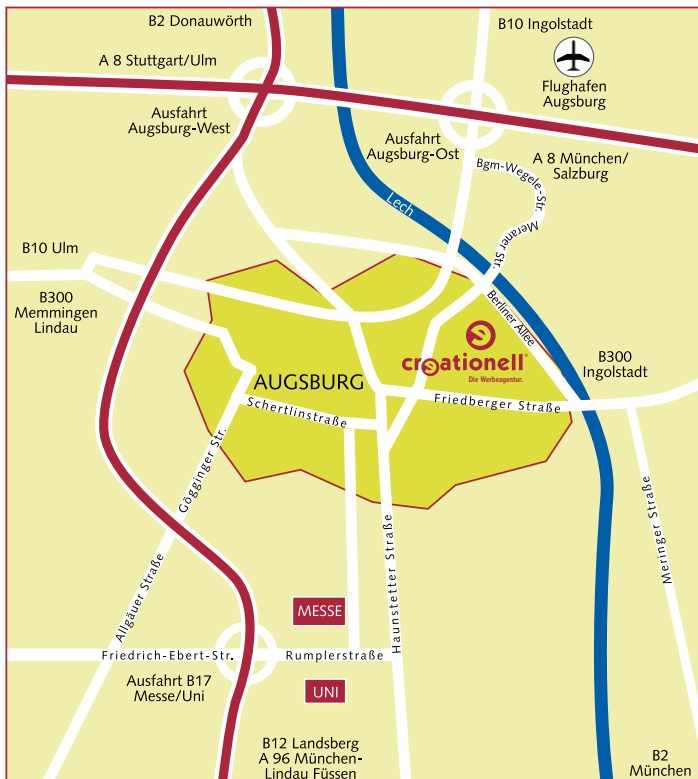 B2 Donauwörth
B10 Ingolstadt
A 8 Stuttgart/Ulm
Flughafen
Augsburg
Ausfahrt
Augsburg-West
Ausfahrt
Augsburg-Ost
A 8 München/
Salzburg
Bgm-Wegele-Str.
Meraner Str.
Lech
B10 Ulm
B300
Memmingen
Lindau
Berliner Allee
creationell®
Die Werbeagentur.
B300
Ingolstadt
AUGSBURG
Friedberger Straße
Schertlinstraße
Gögginger Str.
Haunstetter Straße
Meringer Straße
Allgäuer Straße
MESSE
Friedrich-Ebert-Str.
Rumplerstraße
Ausfahrt B17
Messe/Uni
UNI
B12 Landsberg
A 96 München-
Lindau Füssen
B2
München